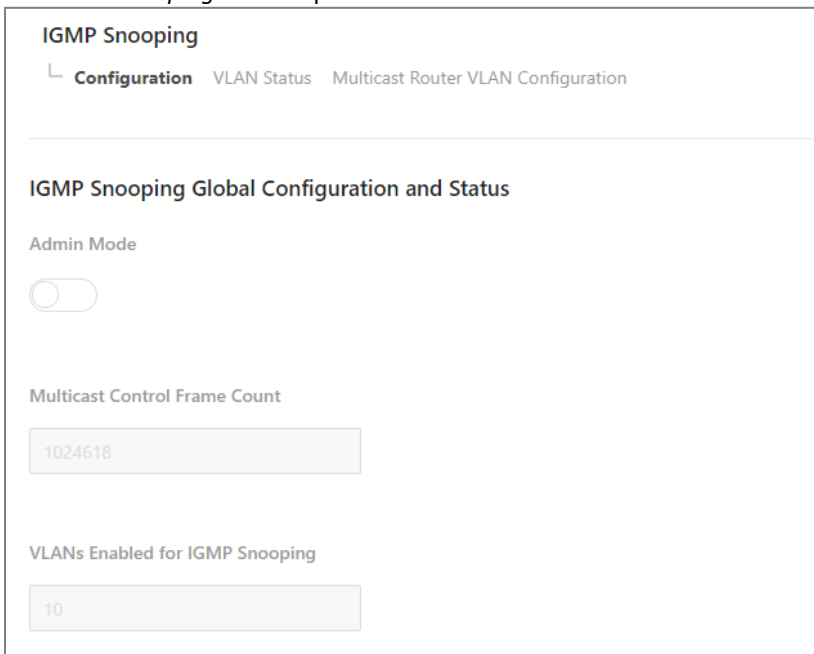 IGMP Snooping
Configuration VLAN Status Multicast Router VLAN Configuration
IGMP Snooping Global Configuration and Status
Admin Mode
Multicast Control Frame Count
1024618
VLANs Enabled for IGMP Snooping
10